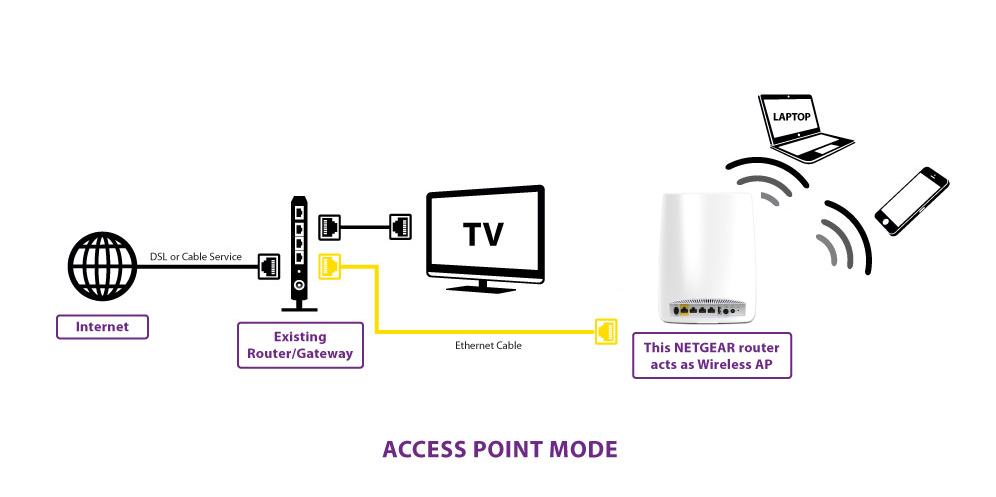 LAPTOP
TV
DSL or Cable Service
Internet
Existing
Router/Gateway
Ethernet Cable
This NETGEAR router
acts as Wireless AP
ACCESS POINT MODE